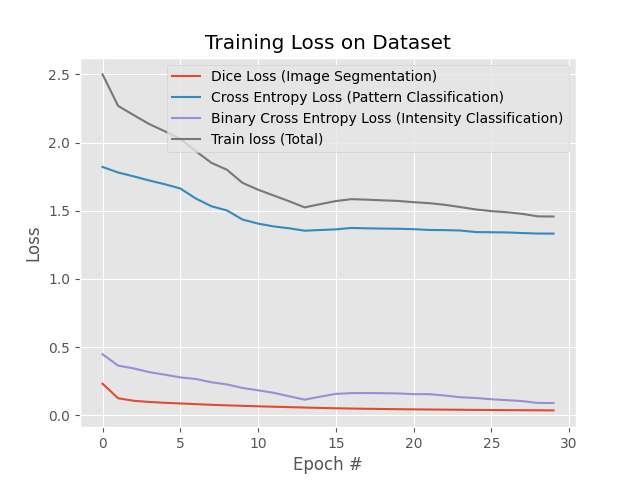 Training Loss on Dataset
Dice Loss (Image Segmentation)
Cross Entropy Loss (Pattern Classification)
Binary Cross Entropy Loss (Intensity Classification)
Train loss (Total)
Loss
2.5
2.0
1.5
1.0
0.5
0.0
0 5 10 15 20 25 30
Epoch #